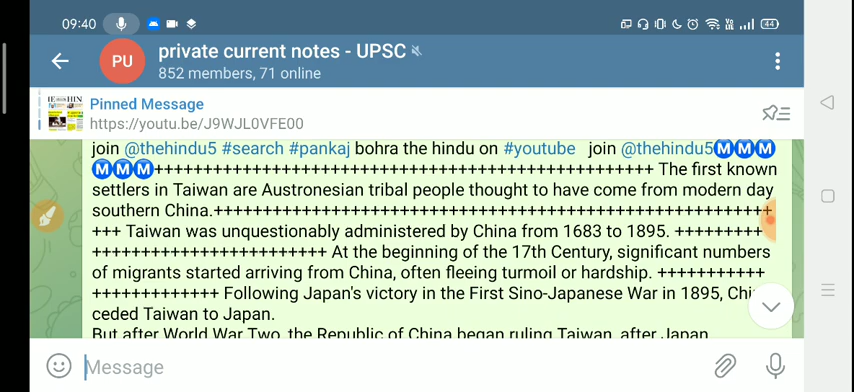 09:40
44
private current notes - UPSC
852 members, 71 online
PU
Pinned Message
https://youtu.be/J9WJL0VFE00
join @thehindu5 #search #pankaj bohra the hindu on #youtube   join @thehindu5ⓂⓂⓂ
ⓂⓂⓂ+++++++++++++++++++++++++++++++++++++++++++++++++++ The first known
settlers in Taiwan are Austronesian tribal people thought to have come from modern day
southern China.+++++++++++++++++++++++++++++++++++++++++++++++++++++++++
+++ Taiwan was unquestionably administered by China from 1683 to 1895. +++++++++
++++++++++++++++++++++++ At the beginning of the 17th Century, significant numbers
of migrants started arriving from China, often fleeing turmoil or hardship. +++++++++++
+++++++++++++ Following Japan's victory in the First Sino-Japanese War in 1895, Chi
ceded Taiwan to Japan.
But after World War Two, the Republic of China began ruling Taiwan, after Japan
Message